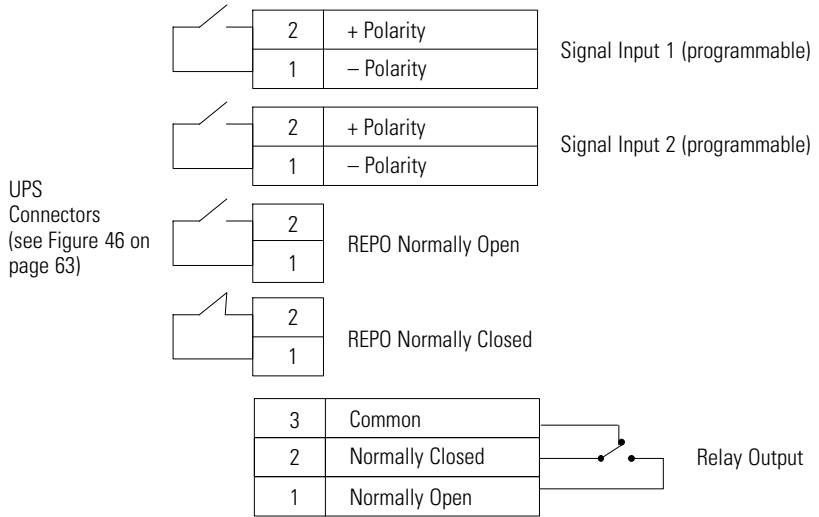 2 + Polarity
1 – Polarity
Signal Input 1 (programmable)
2 + Polarity
1 – Polarity
Signal Input 2 (programmable)
UPS
Connectors
(see Figure 46 on
page 63)
2
1
REPO Normally Open
2
1
REPO Normally Closed
3 Common
2 Normally Closed
1 Normally Open
Relay Output